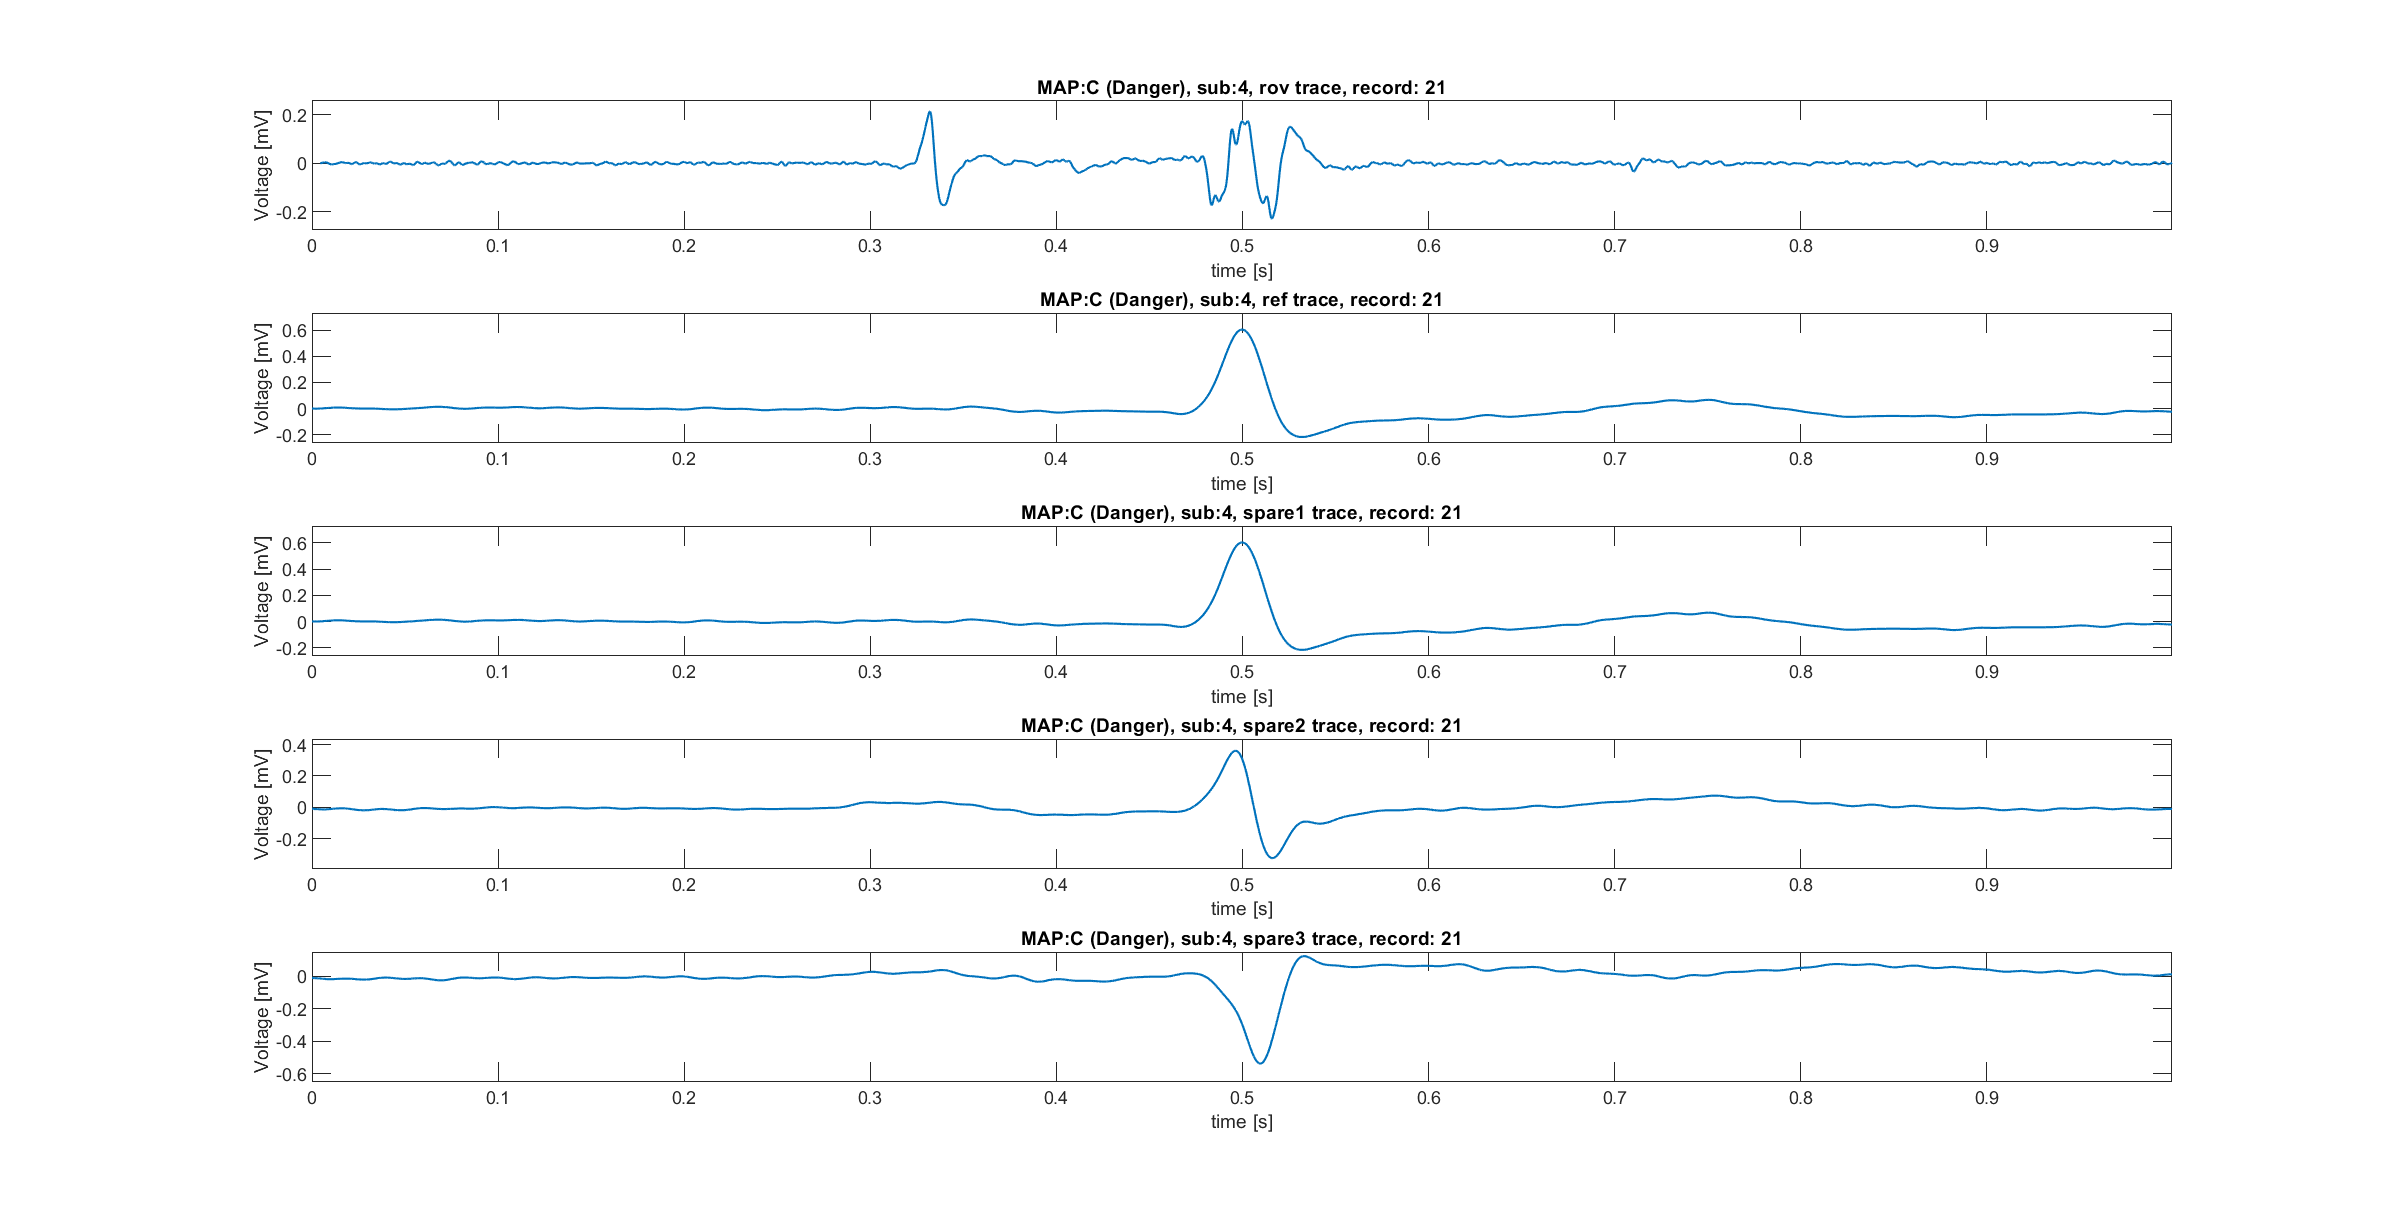 MAP:C (Danger), sub:4, rov trace, record: 21
Voltage [mV]
0.2
0
-0.2
0 0.1 0.2 0.3 0.4 0.5 0.6 0.7 0.8 0.9
time [s]
MAP:C (Danger), sub:4, ref trace, record: 21
Voltage [mV]
0.6
0.4
0.2
0
-0.2
0 0.1 0.2 0.3 0.4 0.5 0.6 0.7 0.8 0.9
time [s]
MAP:C (Danger), sub:4, spare1 trace, record: 21
Voltage [mV]
0.6
0.4
0.2
0
-0.2
0 0.1 0.2 0.3 0.4 0.5 0.6 0.7 0.8 0.9
time [s]
MAP:C (Danger), sub:4, spare2 trace, record: 21
Voltage [mV]
0.4
0.2
0
-0.2
0 0.1 0.2 0.3 0.4 0.5 0.6 0.7 0.8 0.9
time [s]
MAP:C (Danger), sub:4, spare3 trace, record: 21
Voltage [mV]
0
-0.2
-0.4
-0.6
0 0.1 0.2 0.3 0.4 0.5 0.6 0.7 0.8 0.9
time [s]